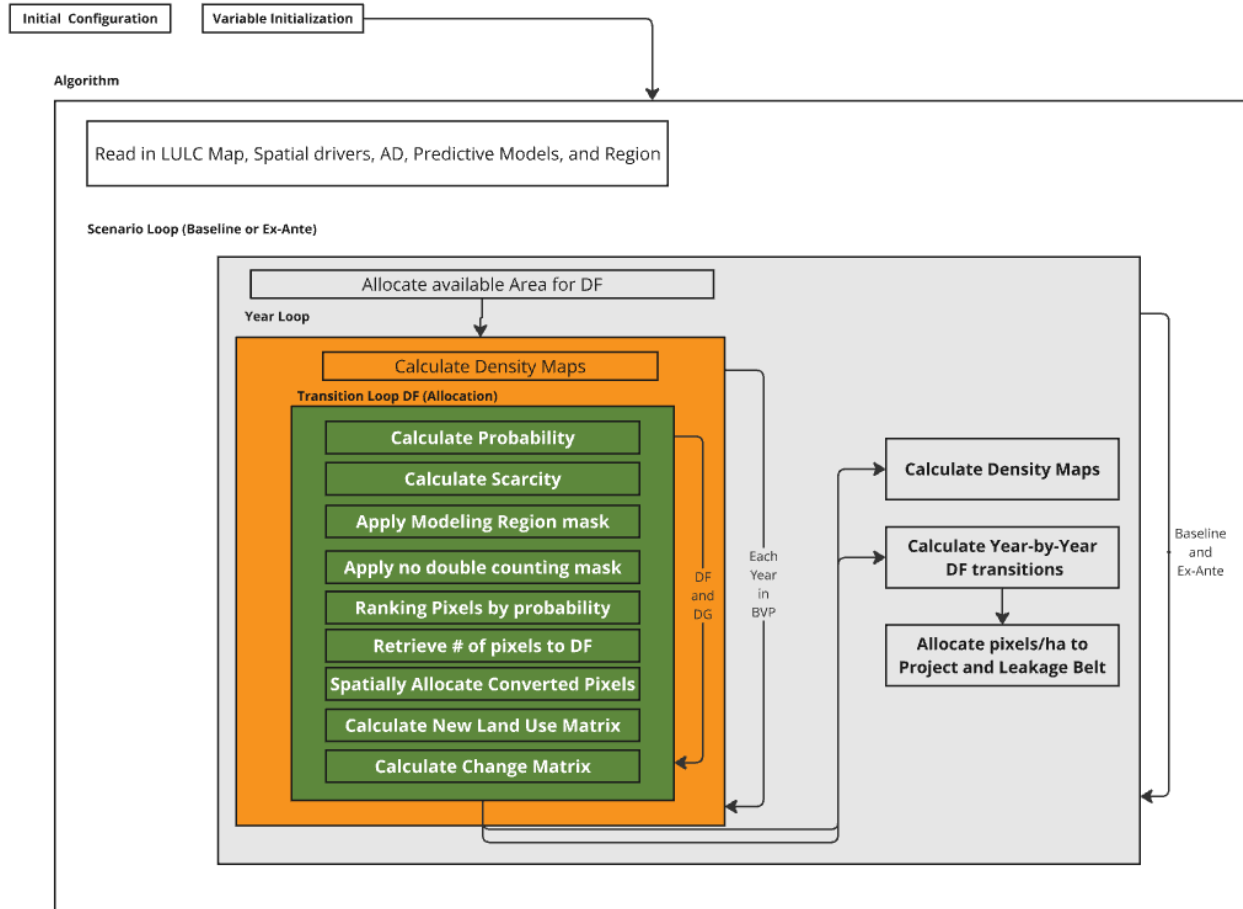 Initial Configuration
Variable Initialization
Algorithm
Read in LULC Map, Spatial drivers, AD, Predictive Models, and Region
Scenario Loop (Baseline or Ex-Ante)
Allocate available Area for DF
Year Loop
Calculate Density Maps
Transition Loop DF (Allocation)
Calculate Probability
Calculate Scarcity
Apply Modeling Region mask
Apply no double counting mask
Ranking Pixels by probability
Retrieve # of pixels to DF
Spatially Allocate Converted Pixels
Calculate New Land Use Matrix
Calculate Change Matrix
DF
and
DG
Each
Year
in
BVP
Calculate Density Maps
Calculate Year-by-Year
DF transitions
Allocate pixels/ha to
Project and Leakage Belt
Baseline
and
Ex-Ante